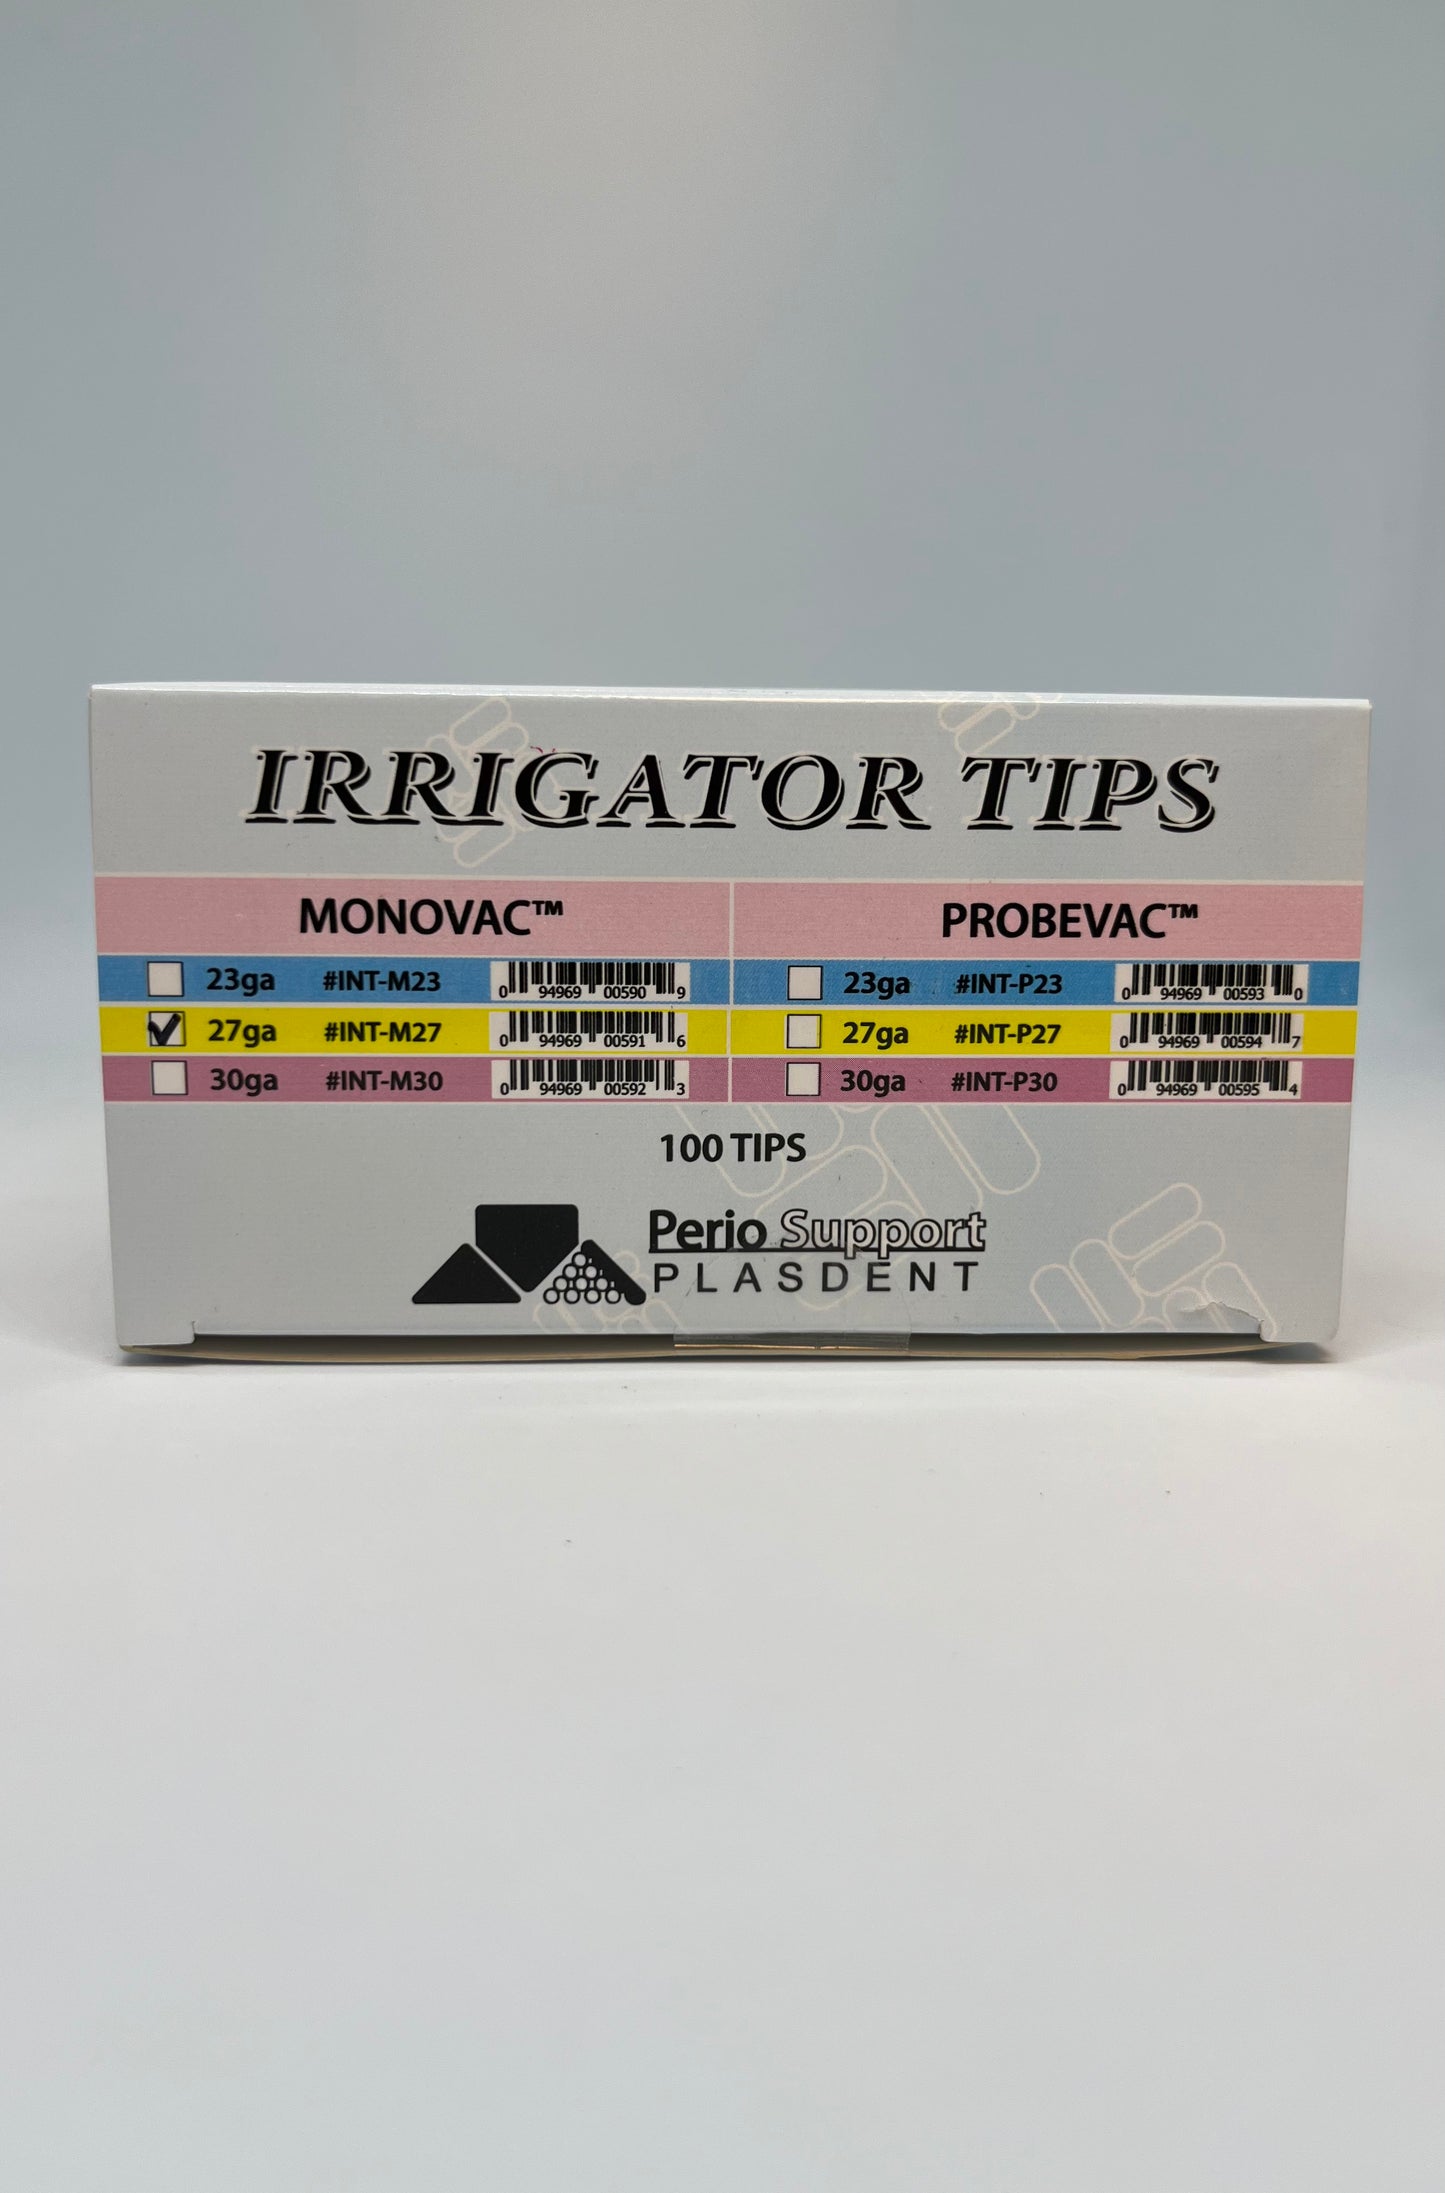 IRRIGATOR TIPS
MONOVAC™ PROBEVAC™
23ga #INT-M23 0 94969 00590 9 23ga #INT-P23 0 94969 00593 0
27ga #INT-M27 0 94969 00591 6 27ga #INT-P27 0 94969 00594 7
30ga #INT-M30 0 94969 00592 3 30ga #INT-P30 0 94969 00595 4
100 TIPS
Perio Support
PLASDENT